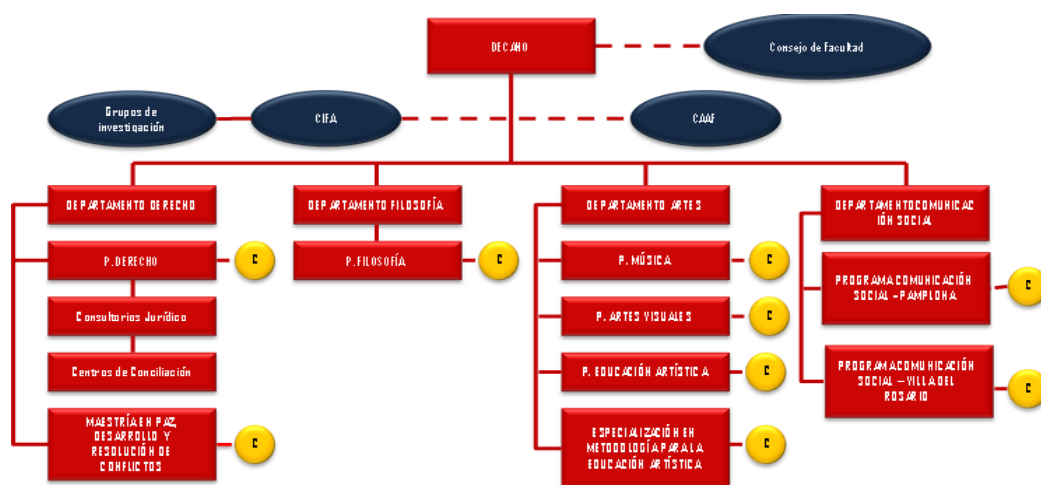 DECANO
Consejo de facultad
Grupos de
investigación
CIFA
CAAF
DEPARTAMENTO DERECHO
DEPARTAMENTO FILOSOFÍA
DEPARTAMENTO ARTES
DEPARTAMENTOCOMUNICAC
IÓN SOCIAL
P. DERECHO
C
P. FILOSOFÍA
C
P. MÚSICA
C
PROGRAMA COMUNICACIÓN
SOCIAL - PAMPLONA
C
Consultorios Jurídico
P. ARTES VISUALES
C
Centros de Conciliación
P. EDUCACIÓN ARTÍSTICA
C
PROGRAMA COMUNICACIÓN
SOCIAL – VILLA DEL
ROSARIO
C
MAESTRÍA EN PAZ,
DESARROLLO Y
RESOLUCIÓN DE
CONFLICTOS
C
ESPECIALIZACIÓN EN
METODOLOGÍA PARA LA
EDUCACIÓN ARTÍSTICA
C